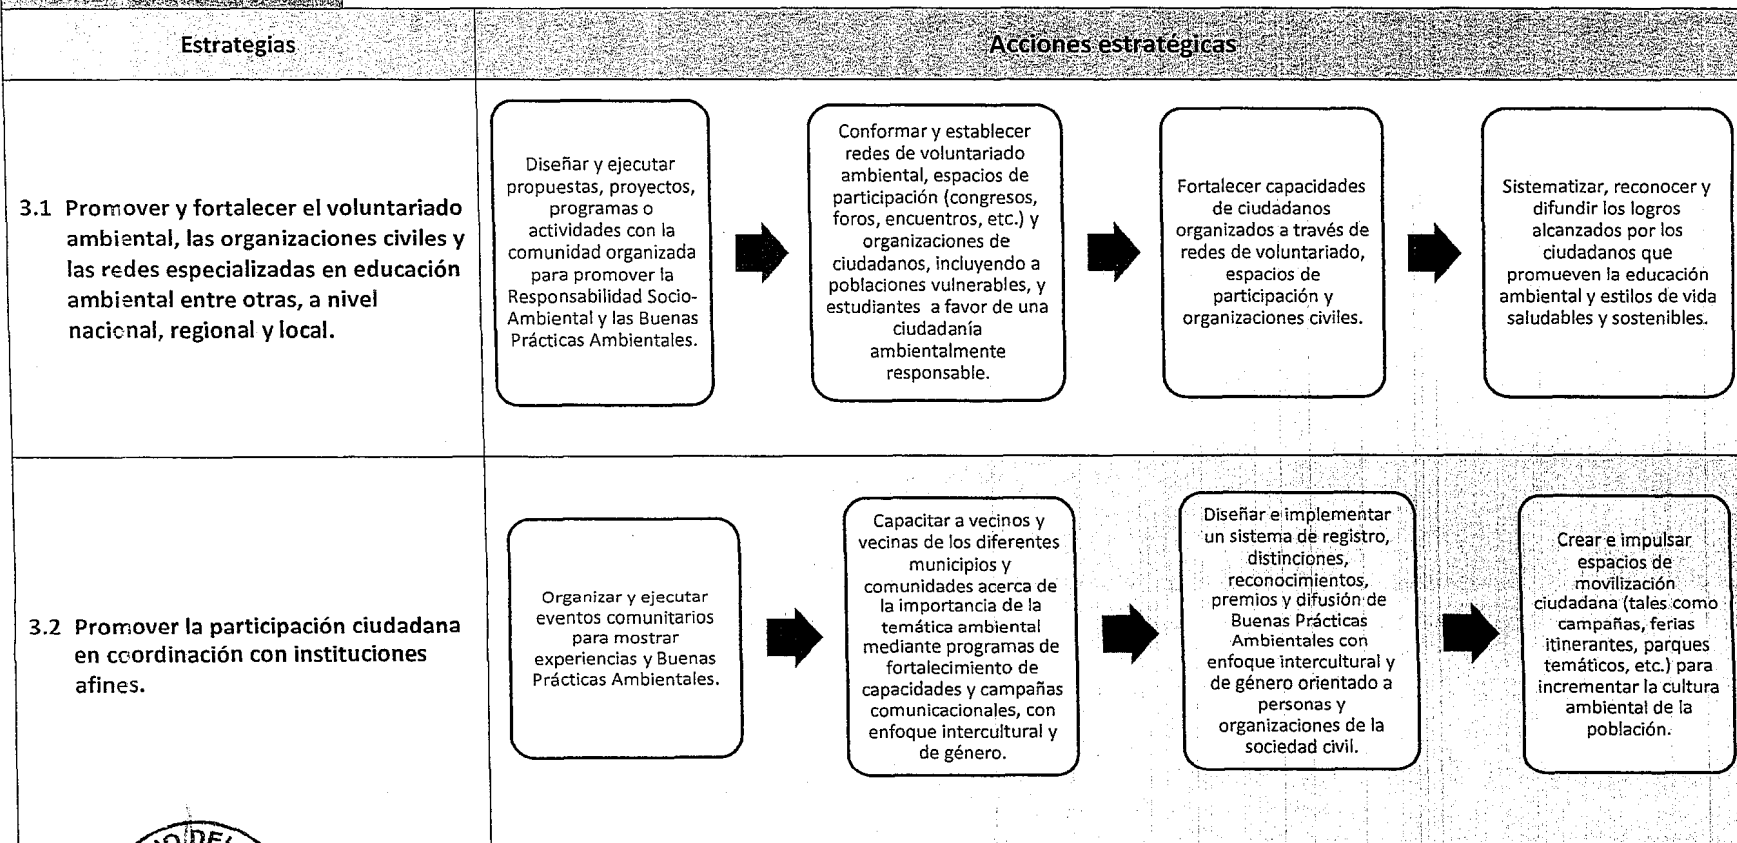 Estrategias
Acciones estratégicas
3.1 Promover y fortalecer el voluntariado
ambiental, las organizaciones civiles y
las redes especializadas en educación
ambiental entre otras, a nivel
nacional, regional y local.
Diseñar y ejecutar
propuestas, proyectos,
programas o
actividades con la
comunidad organizada
para promover la
Responsabilidad Socio-
Ambiental y las Buenas
Prácticas Ambientales.
Conformar y establecer
redes de voluntariado
ambiental, espacios de
participación (congresos,
foros, encuentros, etc.) y
organizaciones de
ciudadanos, incluyendo a
poblaciones vulnerables, y
estudiantes a favor de una
ciudadanía
ambientalmente
responsable.
Fortalecer capacidades
de ciudadanos
organizados a través de
redes de voluntariado,
espacios de
participación y
organizaciones civiles.
Sistematizar, reconocer y
difundir los logros
alcanzados por los
ciudadanos que
promueven la educación
ambiental y estilos de vida
saludables y sostenibles.
3.2 Promover la participación ciudadana
en coordinación con instituciones
afines.
Organizar y ejecutar
eventos comunitarios
para mostrar
experiencias y Buenas
Prácticas Ambientales.
Capacitar a vecinos y
vecinas de los diferentes
municipios y
comunidades acerca de
la importancia de la
temática ambiental
mediante programas de
fortalecimiento de
capacidades y campañas
comunicacionales, con
enfoque intercultural y
de género.
Diseñar e implementar
un sistema de registro,
distinciones,
reconocimientos,
premios y difusión de
Buenas Prácticas
Ambientales con
enfoque intercultural y
de género orientado a
personas y
organizaciones de la
sociedad civil.
Crear e impulsar
espacios de
movilización
ciudadana (tales como
campañas, ferias
itinerantes, parques
temáticos, etc.) para
incrementar la cultura
ambiental de la
población.
DEL